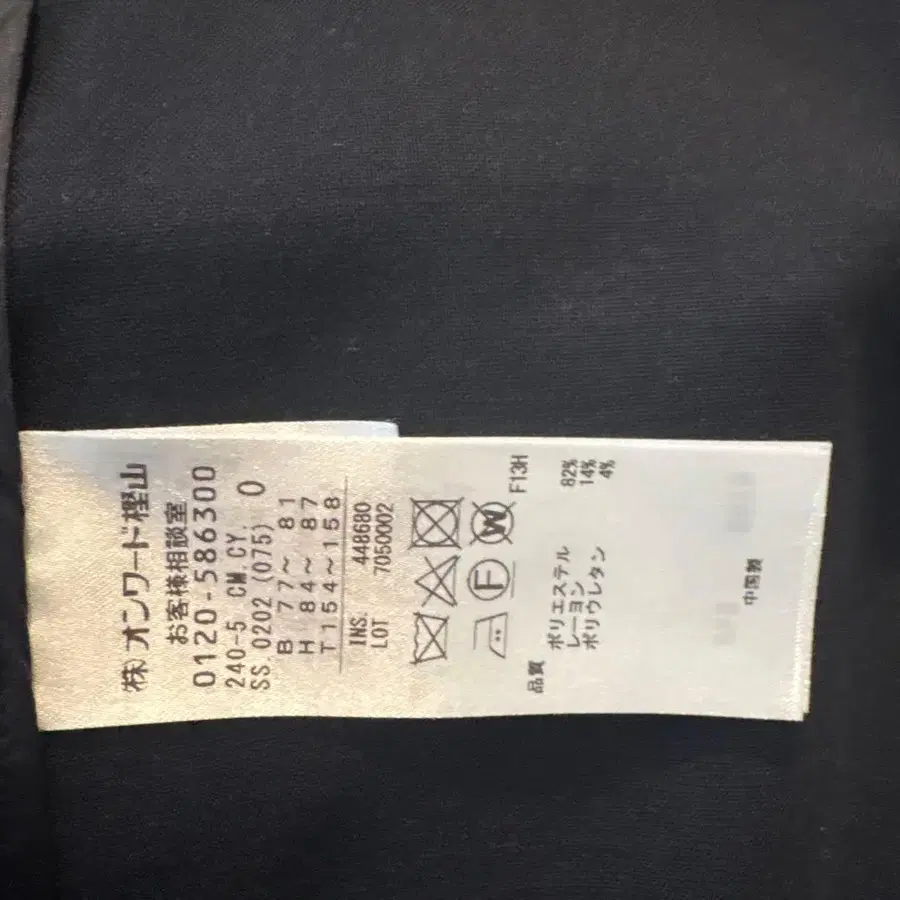 ㈱オンワード樫山
お客様相談室
0120-586300
240-5 CM.CY.
SS.0202 (075) 0
B 77~ 81
H 84~ 87
T154~158
INS. 448680
LOT 7050002
W
F
F13H
品質
ポリエステル 82%
レーヨン 14%
ポリウレタン 4%
中国製